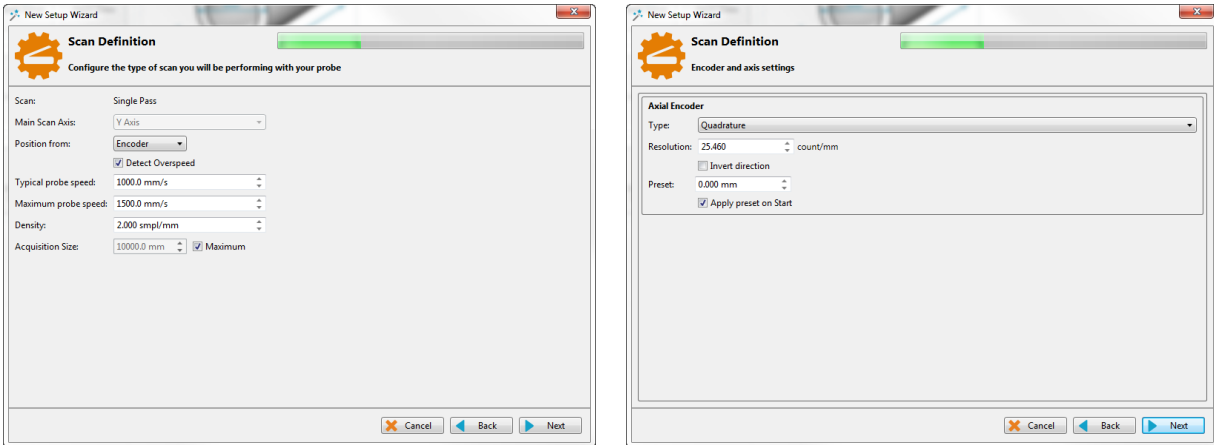 New Setup Wizard
Scan Definition
Configure the type of scan you will be performing with your probe
Scan: Single Pass
Main Scan Axis: Y Axis
Position from: Encoder
Detect Overspeed
Typical probe speed: 1000.0 mm/s
Maximum probe speed: 1500.0 mm/s
Density: 2.000 smpl/mm
Acquisition Size: 10000.0 mm Maximum
Cancel Back Next
New Setup Wizard
Scan Definition
Encoder and axis settings
Axial Encoder
Type: Quadrature
Resolution: 25.460 count/mm
Invert direction
Preset: 0.000 mm
Apply preset on Start
Cancel Back Next